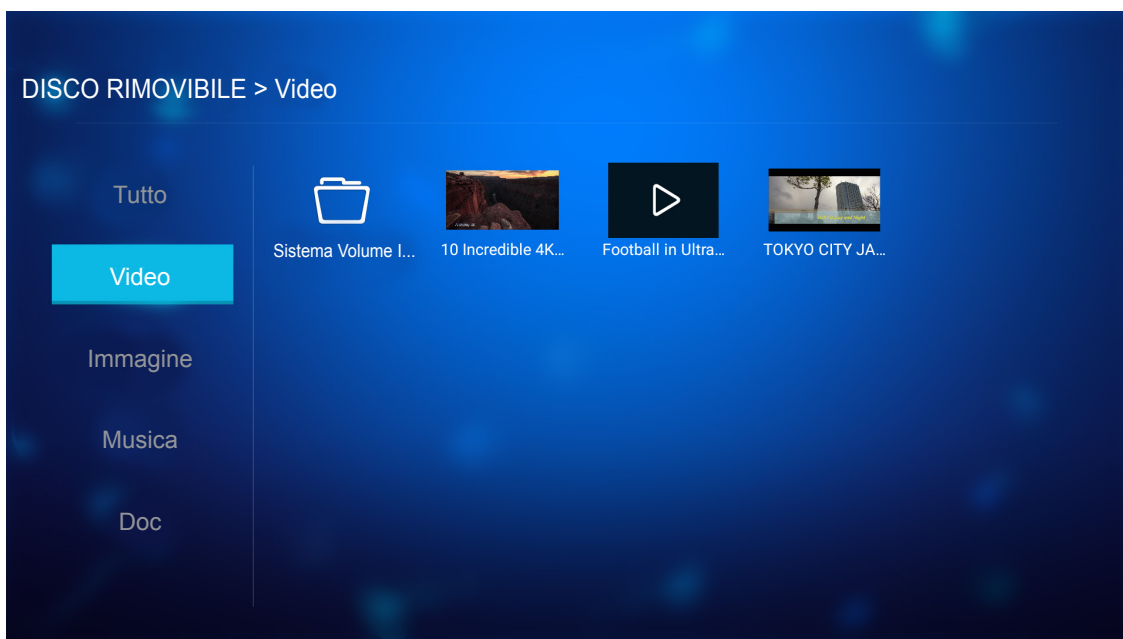 DISCO RIMOVIBILE > Video
Tutto
Video
Immagine
Musica
Doc
Sistema Volume I...
10 Incredible 4K...
Football in Ultra...
TOKYO CITY JA...